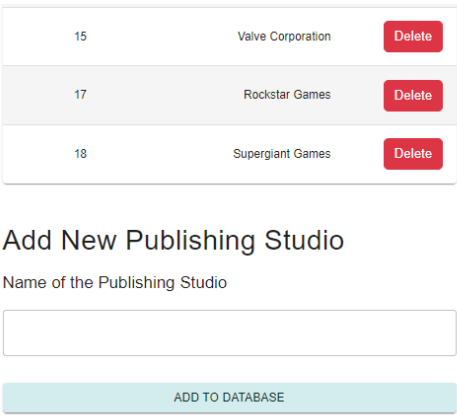 15 Valve Corporation Delete
17 Rockstar Games Delete
18 Supergiant Games Delete
Add New Publishing Studio
Name of the Publishing Studio
ADD TO DATABASE